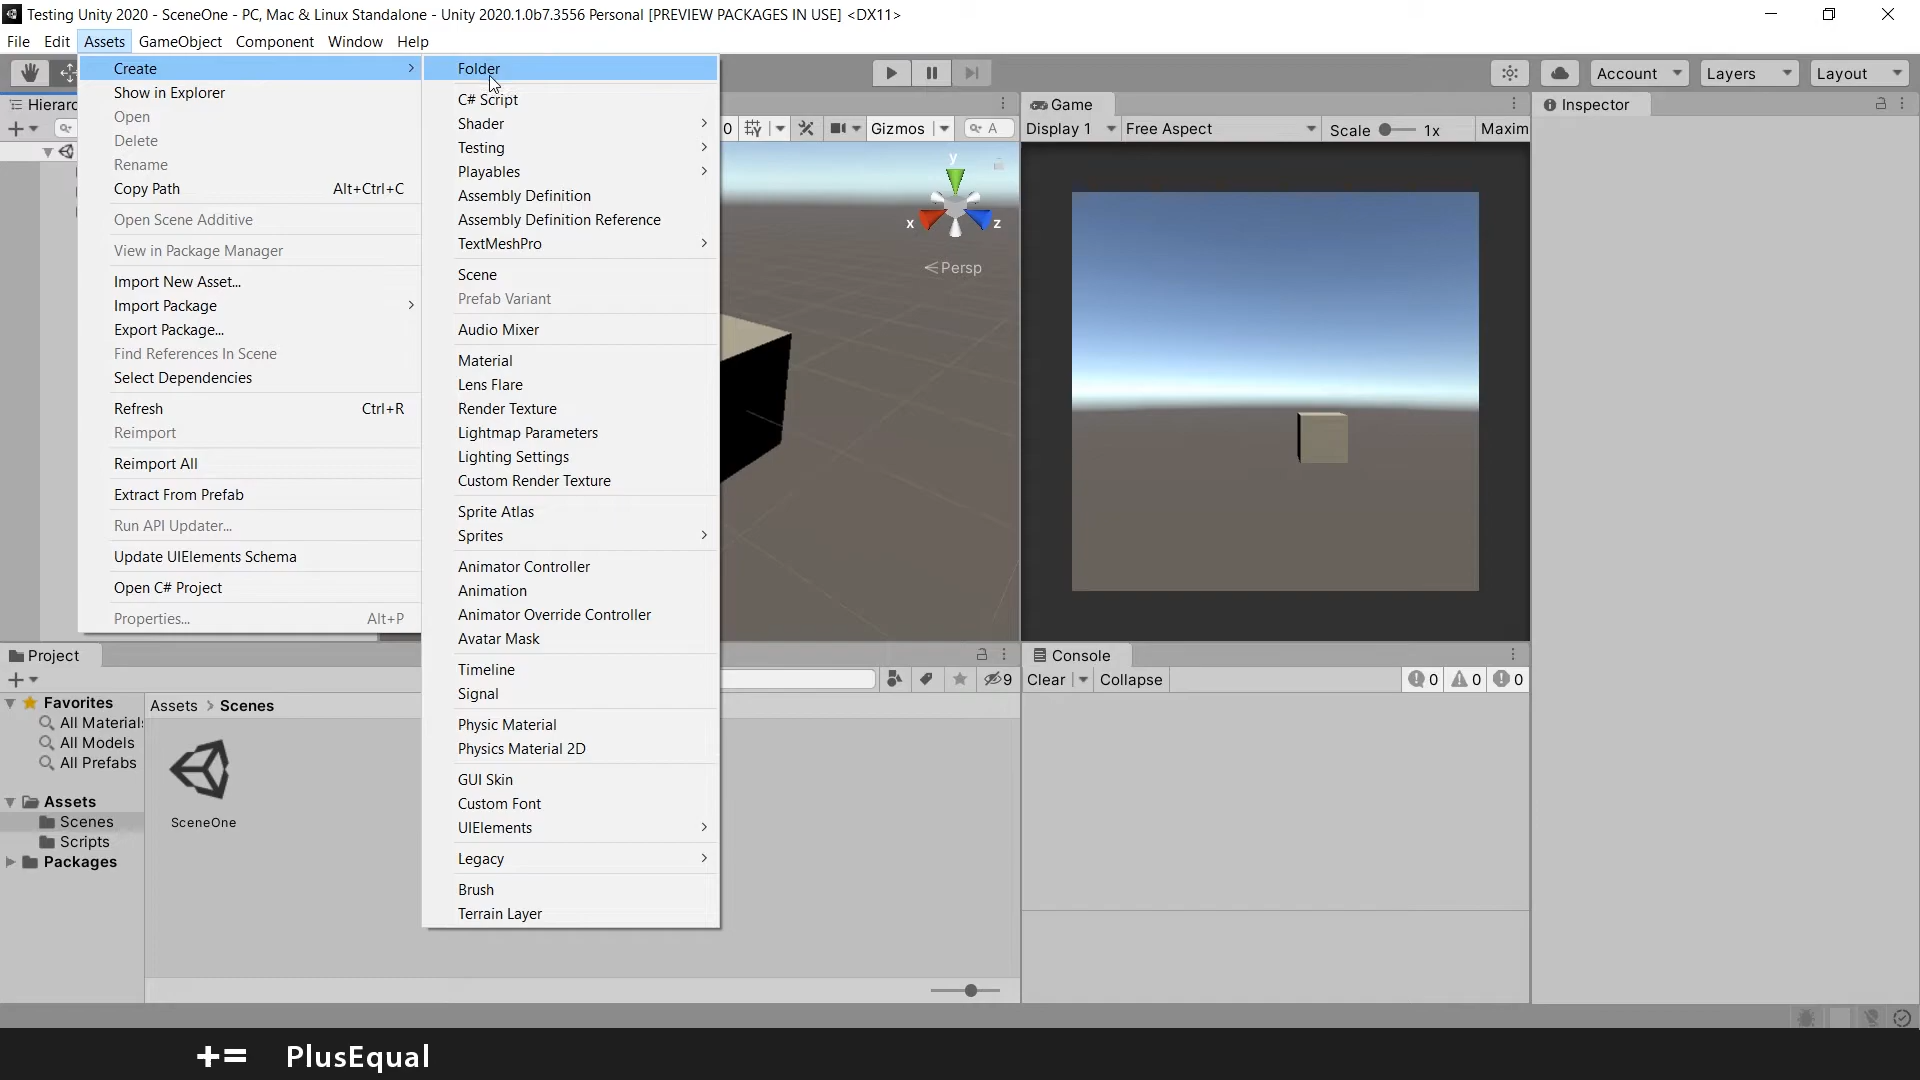 Testing Unity 2020 - SceneOne - PC, Mac & Linux Standalone - Unity 2020.1.0b7.3556 Personal [PREVIEW PACKAGES IN USE] <DX11>
File Edit Assets GameObject Component Window Help
Account Layers Layout
Hierarc
Game
Inspector
0 Gizmos A
Display 1 Free Aspect Scale 1x Maxim
y
x
z
Persp
Create
Show in Explorer
Open
Delete
Rename
Copy Path Alt+Ctrl+C
Open Scene Additive
View in Package Manager
Import New Asset...
Import Package
Export Package...
Find References In Scene
Select Dependencies
Refresh Ctrl+R
Reimport
Reimport All
Extract From Prefab
Run API Updater...
Update UIElements Schema
Open C# Project
Properties... Alt+P
Folder
C# Script
Shader
Testing
Playables
Assembly Definition
Assembly Definition Reference
TextMeshPro
Scene
Prefab Variant
Audio Mixer
Material
Lens Flare
Render Texture
Lightmap Parameters
Lighting Settings
Custom Render Texture
Sprite Atlas
Sprites
Animator Controller
Animation
Animator Override Controller
Avatar Mask
Timeline
Signal
Physic Material
Physics Material 2D
GUI Skin
Custom Font
UIElements
Legacy
Brush
Terrain Layer
Project
9
Favorites
All Materials
All Models
All Prefabs
Assets
Scenes
Scripts
Packages
Assets > Scenes
SceneOne
Console
Clear Collapse 0 0 0
+= PlusEqual